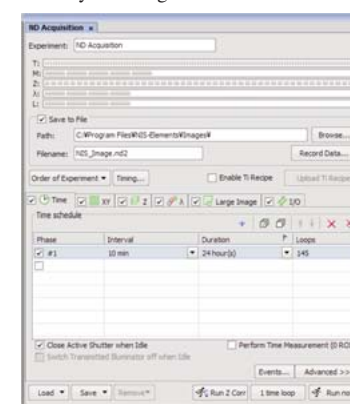 ND Acquisition x
Experiment: ND Acquisition
T:
M:
Z:
λ:
L:
Save to File
Path: C:¥Program Files¥NIS-Elements¥Images¥ Browse...
Filename: NIS_Image.nd2 Record Data...
Order of Experiment Timing... Enable Ti Recipe Upload Ti Recipe
Time XY Z λ Large Image I/O
Time schedule
Phase Interval Duration Loops
#1 10 min 24 hour(s) 145
Close Active Shutter when Idle Perform Time Measurement (0 RO
Switch Transmitted Illuminator off when Idle
Events... Advanced >>
Load Save Remove Run Z Corr 1 time loop Run no